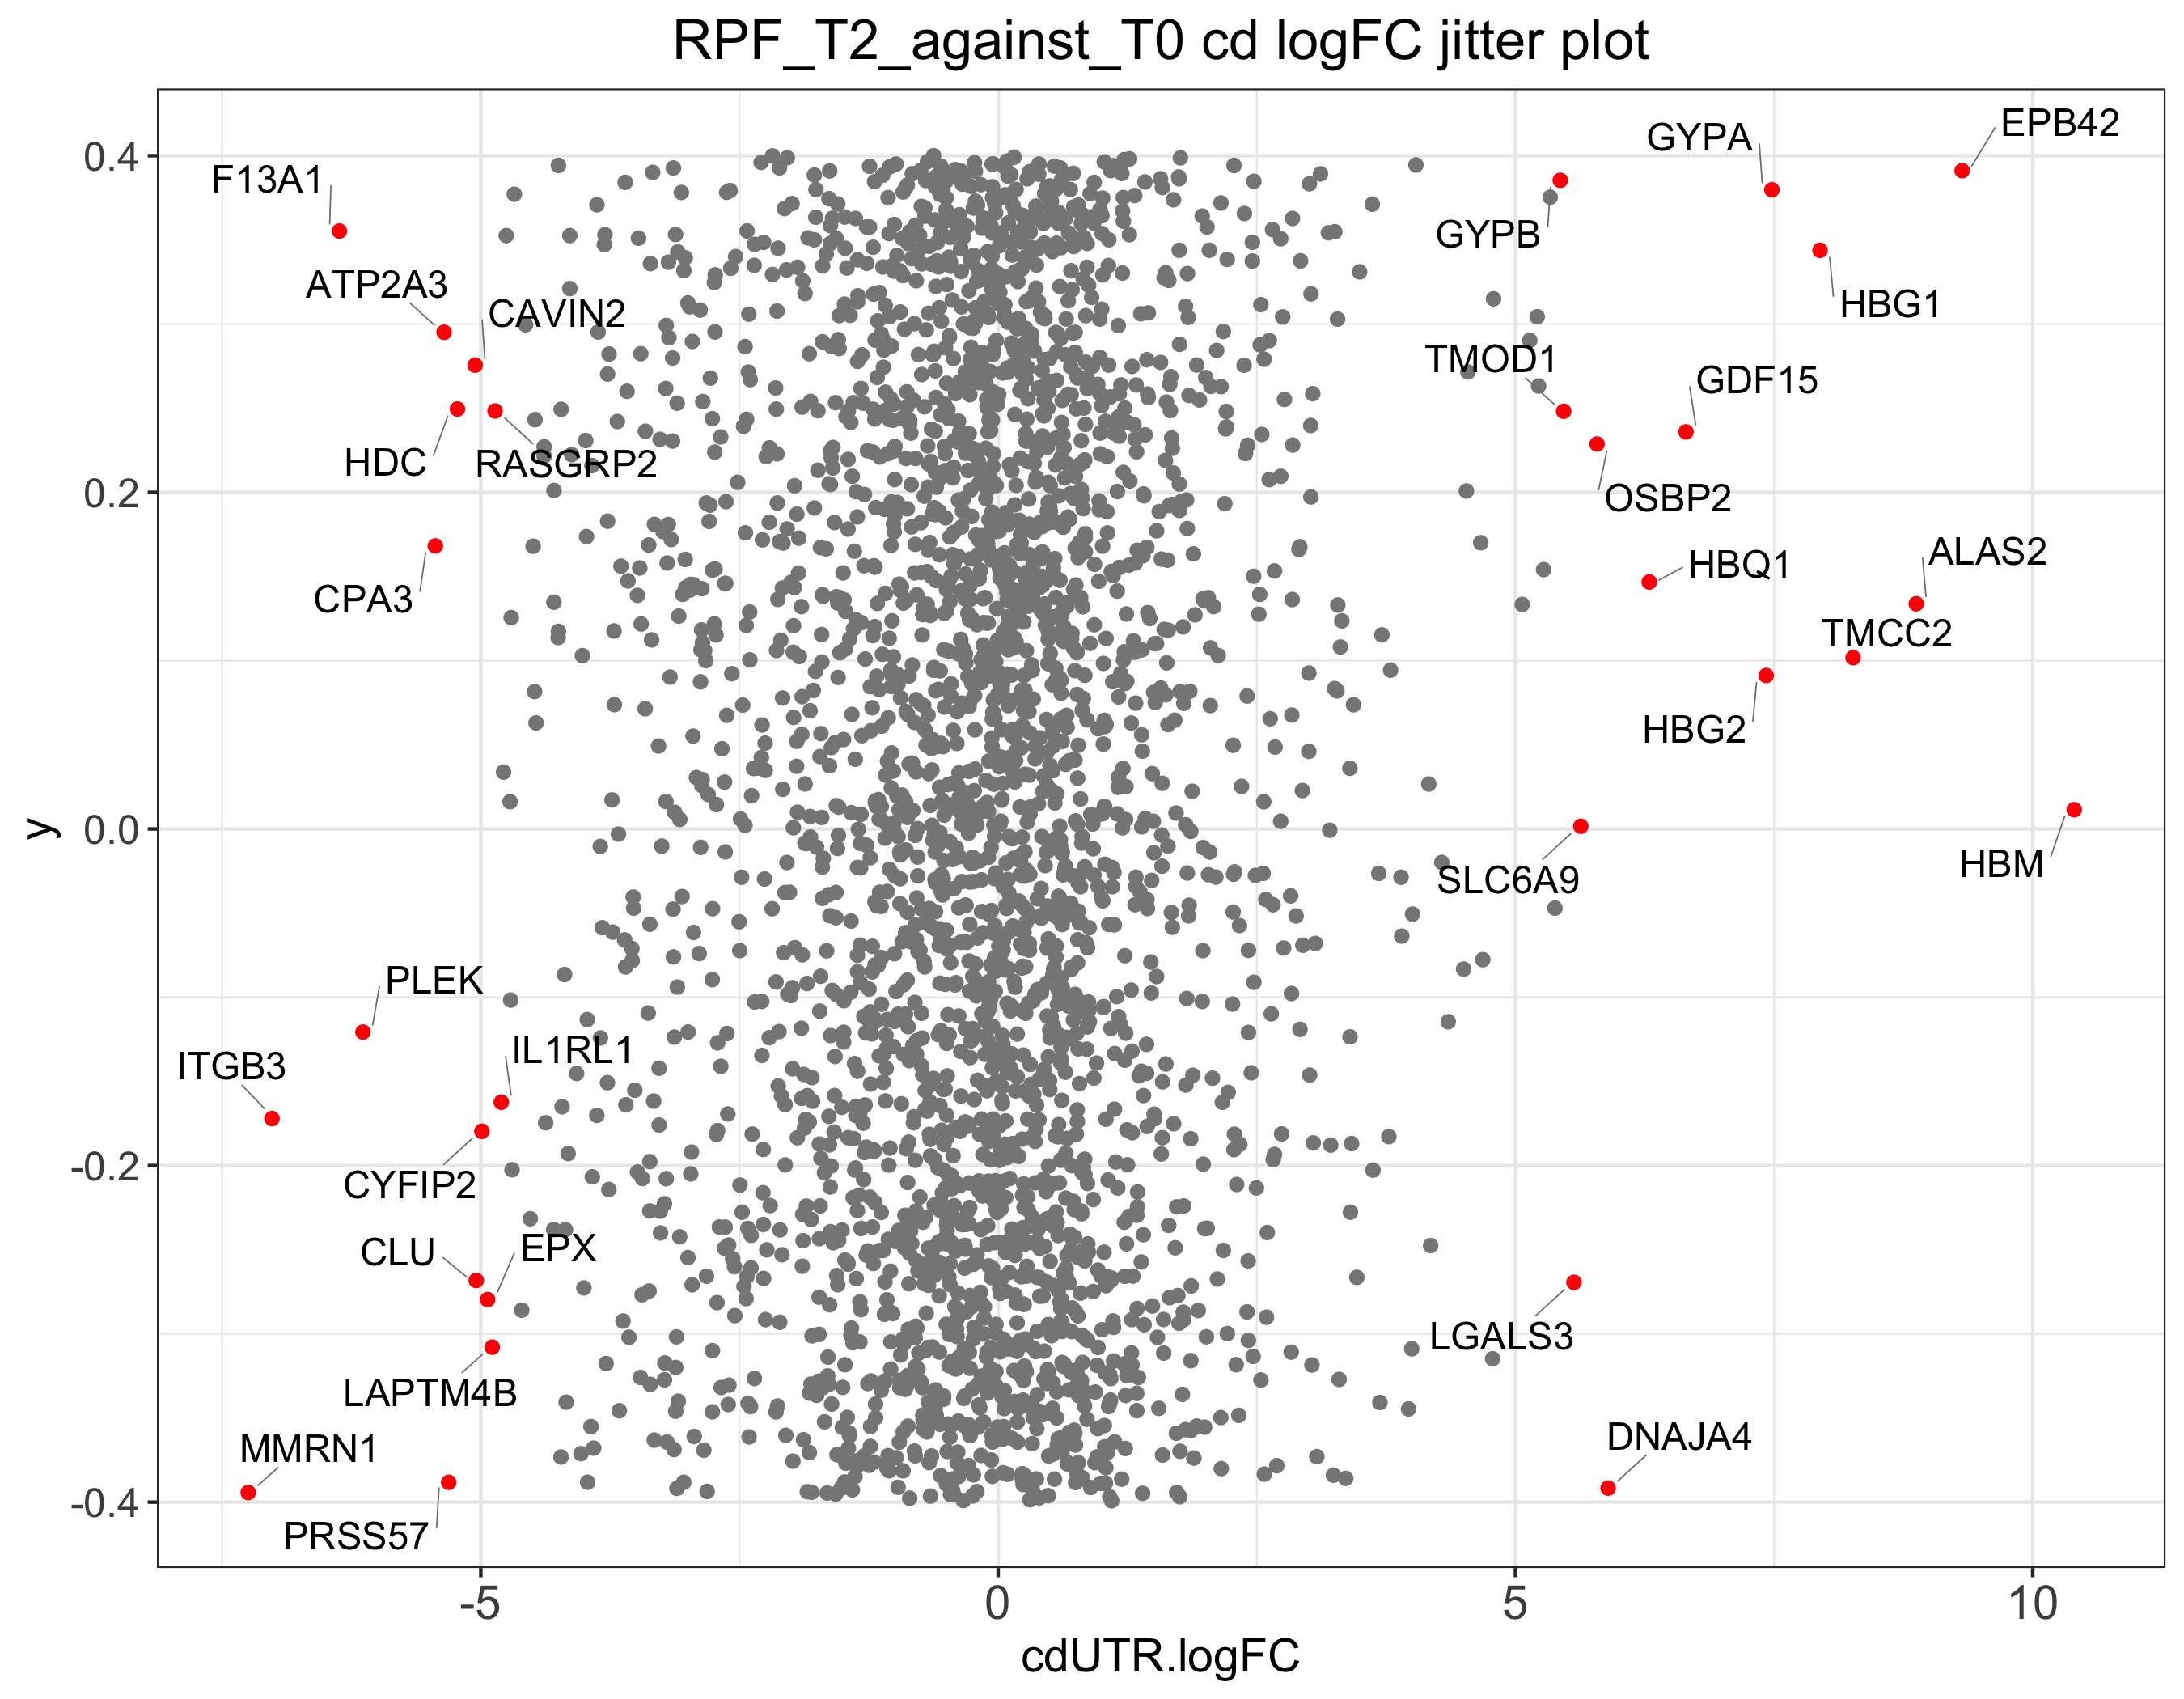 RPF_T2_against_T0 cd logFC jitter plot
EPB42
GYPA
F13A1
GYPB
ATP2A3
HBG1
CAVIN2
TMOD1
GDF15
HDC
RASGRP2
OSBP2
ALAS2
HBQ1
CPA3
TMCC2
HBG2
HBM
SLC6A9
PLEK
IL1RL1
ITGB3
CYFIP2
EPX
CLU
LGALS3
LAPTM4B
DNAJA4
MMRN1
PRSS57
0.4
0.2
0.0
-0.2
-0.4
y
-5 0 5 10
cdUTR.logFC